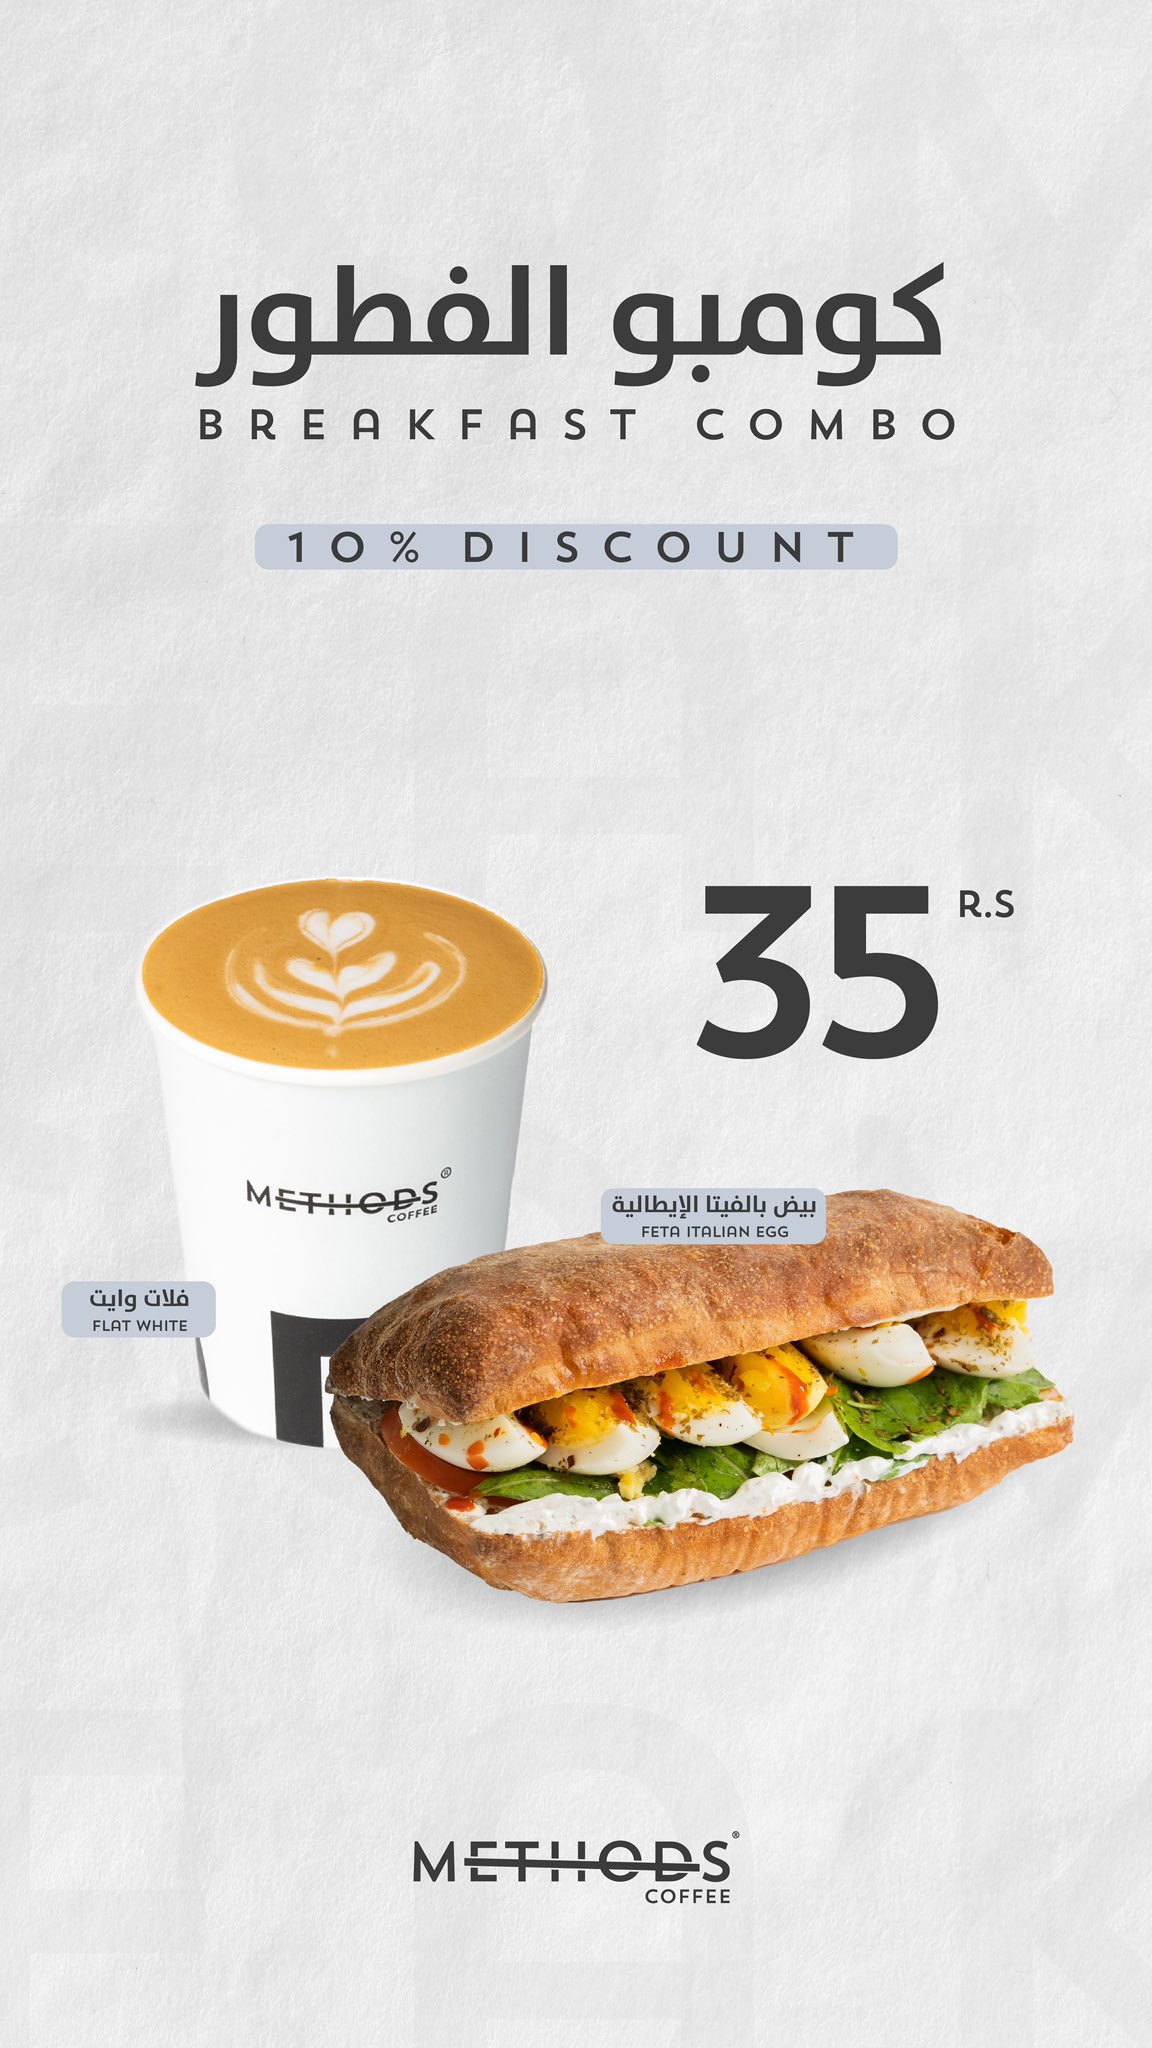 كومبو الفطور
BREAKFAST COMBO
10% DISCOUNT
35 R.S
METHODS®
COFFEE
بيض بالفيتا الإيطالية
FETA ITALIAN EGG
فلات وايت
FLAT WHITE
METHODS®
COFFEE